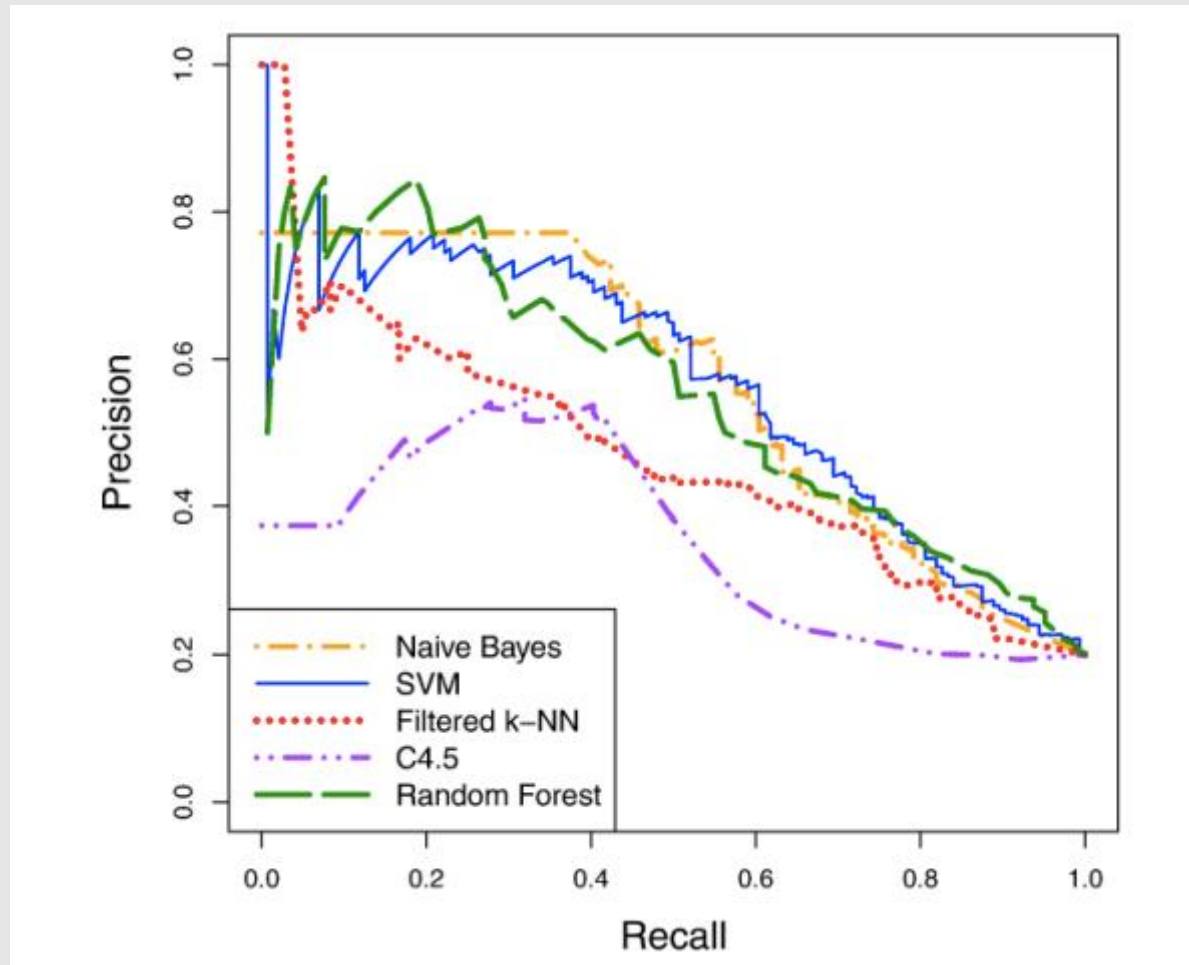 1.0
0.8
0.6
0.4
0.2
0.0
Precision
Naive Bayes
SVM
Filtered k−NN
C4.5
Random Forest
0.0 0.2 0.4 0.6 0.8 1.0
Recall